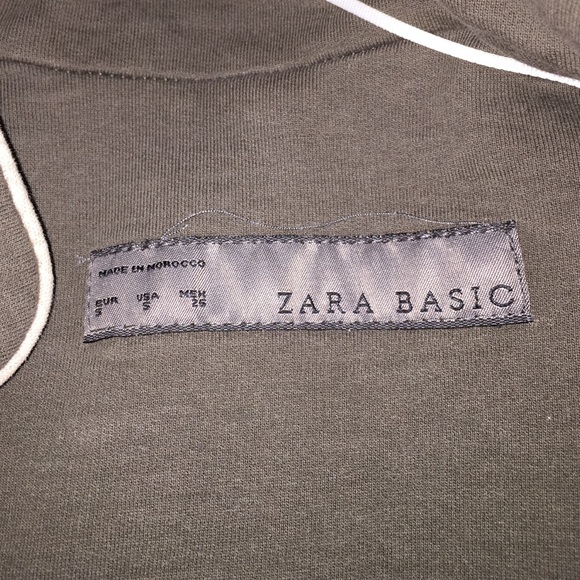 MADE IN MOROCCO
EUR USA MEX
S S 26
ZARA BASIC